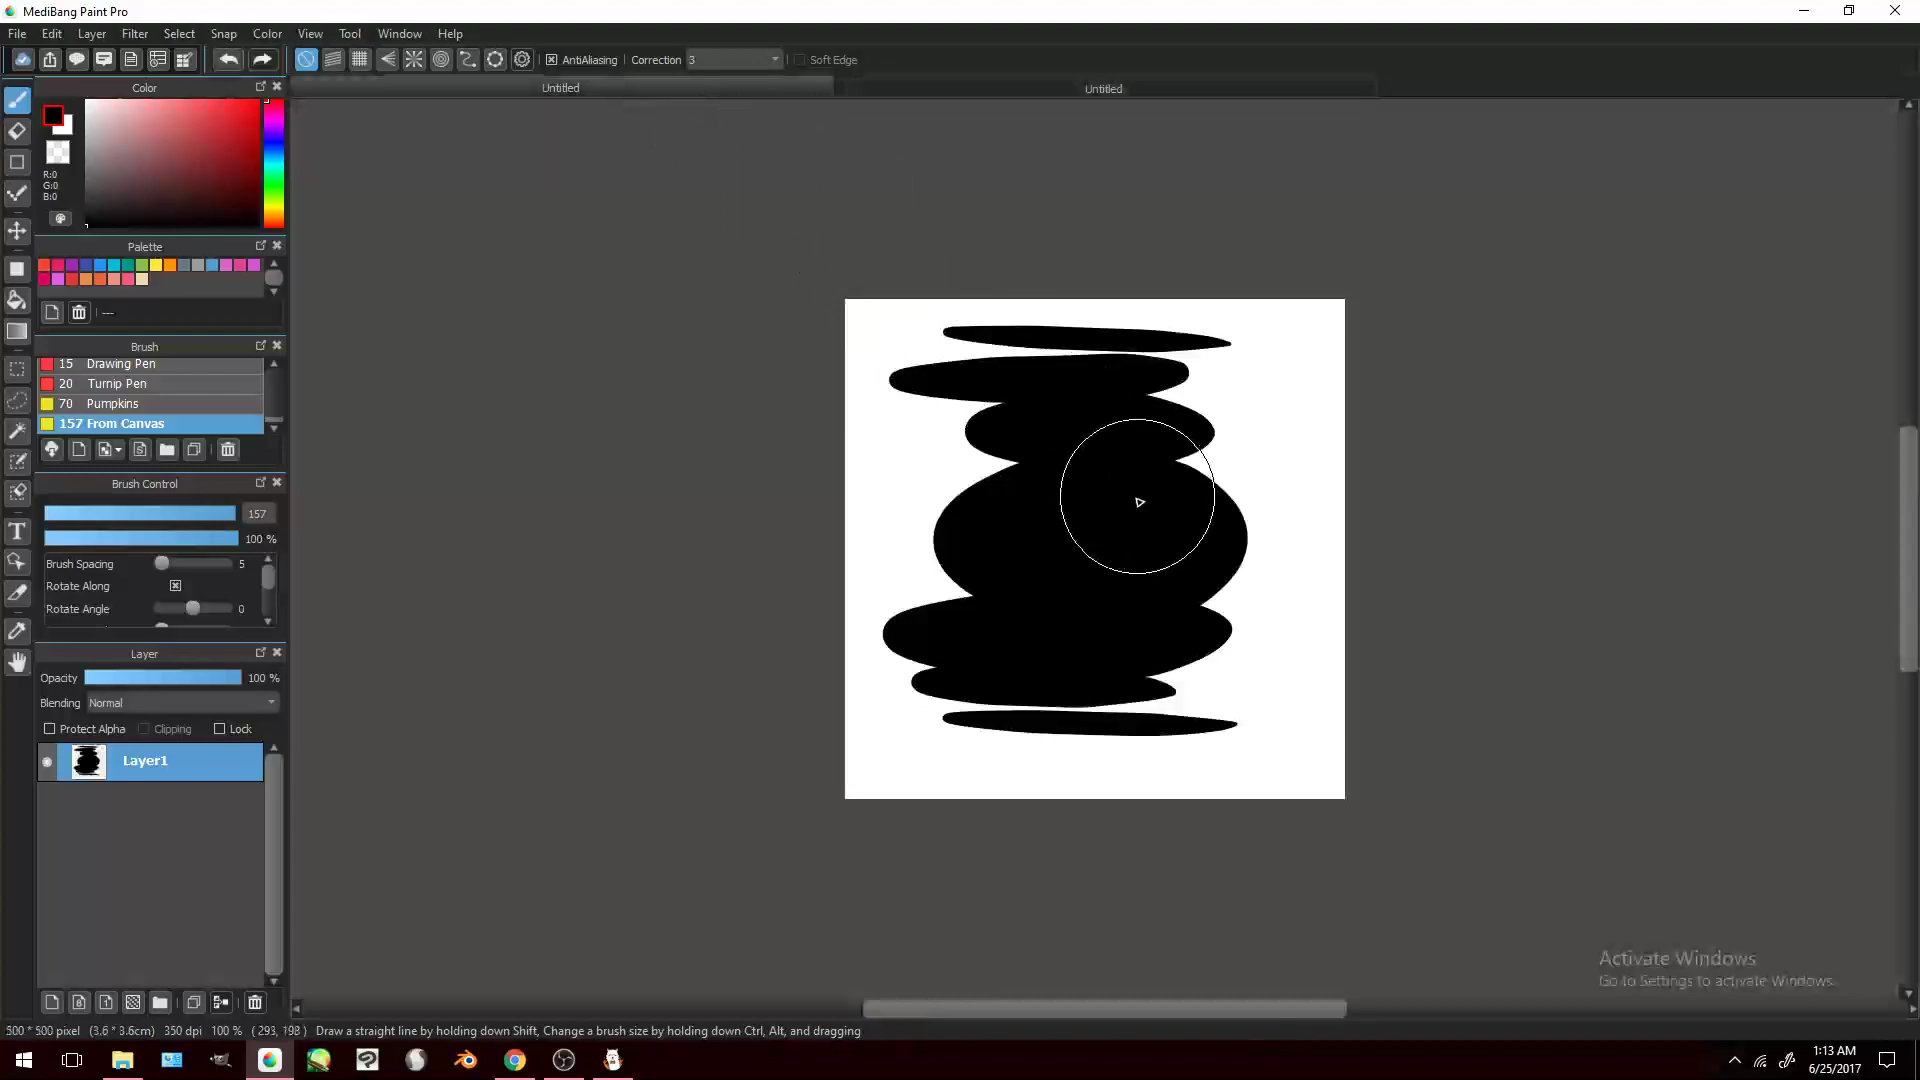 MediBang Paint Pro
File Edit Layer Filter Select Snap Color View Tool Window Help
AntiAliasing Correction 3 Soft Edge
Color
Untitled
Untitled
R:0
G:0
B:0
Palette
---
Brush
15 Drawing Pen
20 Turnip Pen
70 Pumpkins
157 From Canvas
Brush Control
157
100 %
Brush Spacing 5
Rotate Along
Rotate Angle 0
Layer
Opacity 100 %
Blending Normal
Protect Alpha Clipping Lock
Layer1
Activate Windows
Go to Settings to activate Windows.
500 * 500 pixel (3.6 * 3.6cm) 350 dpi 100 % ( 293, 198 ) Draw a straight line by holding down Shift, Change a brush size by holding down Ctrl, Alt, and dragging
1:13 AM
6/25/2017